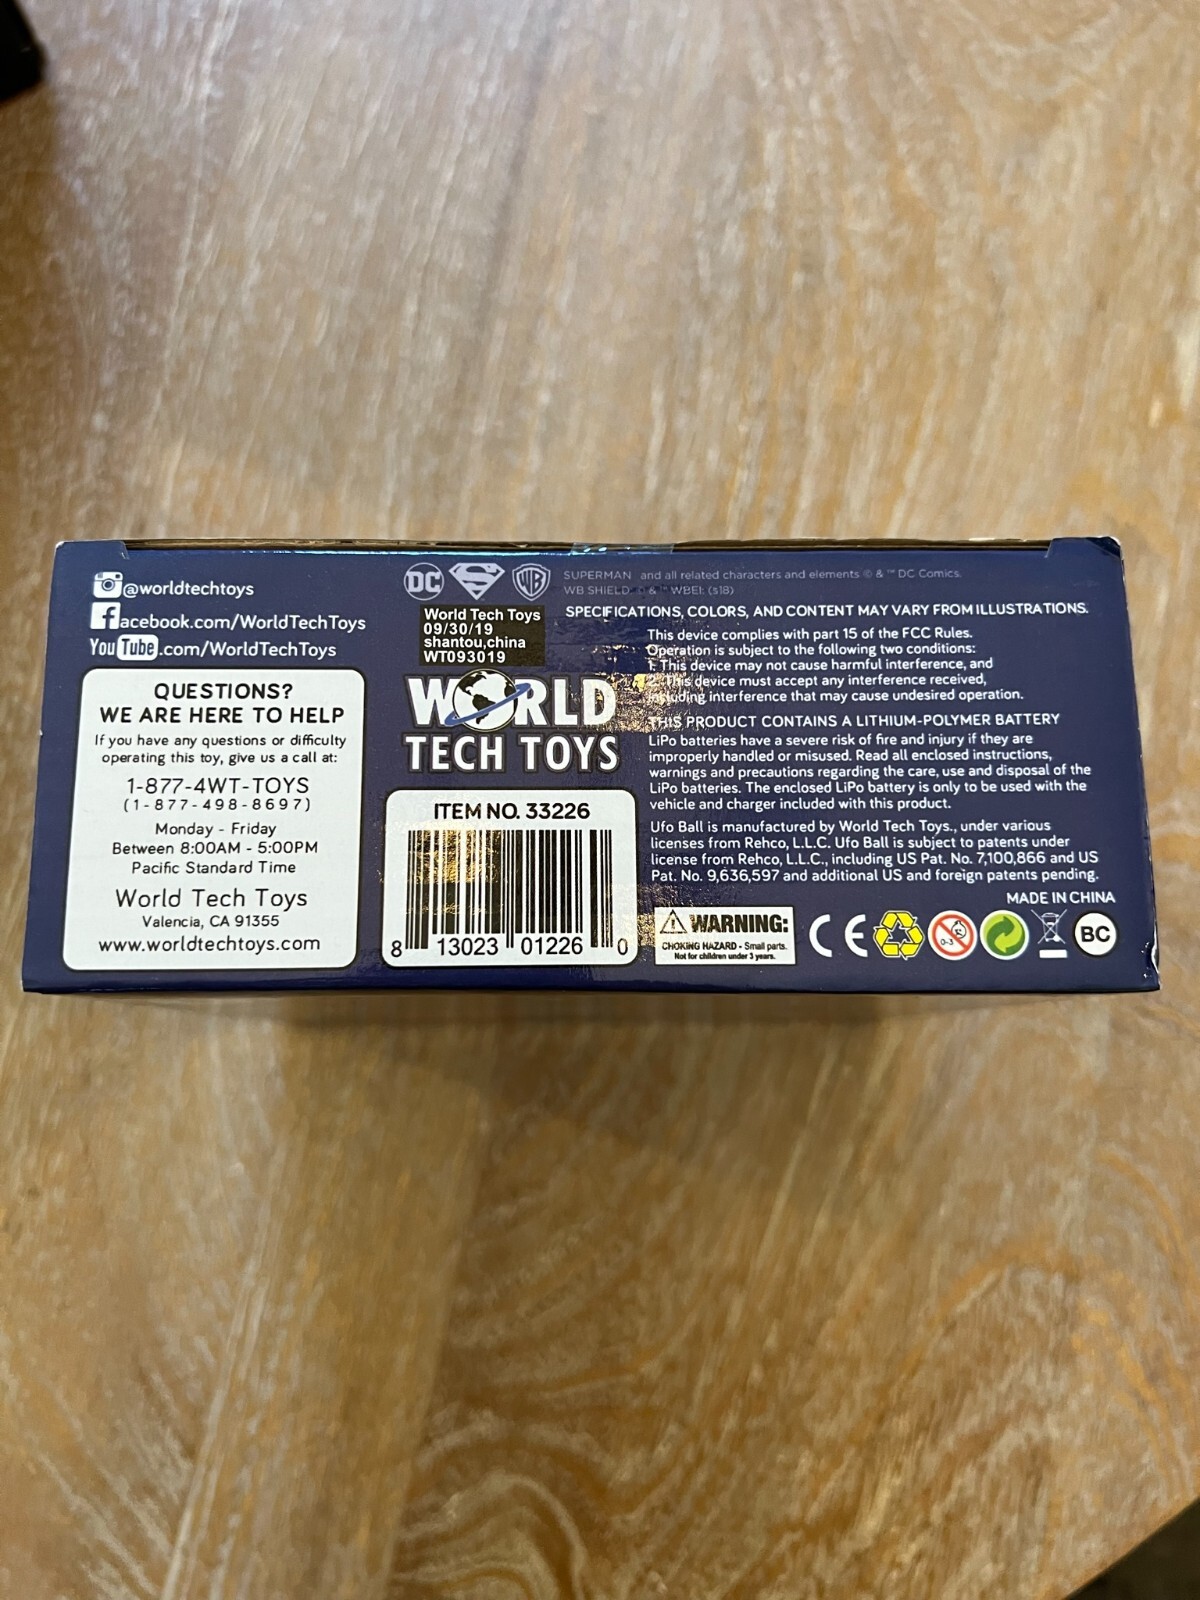 @worldtechtoys
facebook.com/WorldTechToys
YouTube.com/WorldTechToys
QUESTIONS?
WE ARE HERE TO HELP
If you have any questions or difficulty
operating this toy, give us a call at:
1-877-4WT-TOYS
(1-877-498-8697)
Monday - Friday
Between 8:00AM - 5:00PM
Pacific Standard Time
World Tech Toys
Valencia, CA 91355
www.worldtechtoys.com
DC S WB
World Tech Toys
09/30/19
shantou,china
WT093019
WORLD
TECH TOYS
ITEM NO. 33226
8 13023 01226 0
SUPERMAN and all related characters and elements © & ™ DC Comics.
WB SHIELD: © & ™ WBEI. (s18)
SPECIFICATIONS, COLORS, AND CONTENT MAY VARY FROM ILLUSTRATIONS.
This device complies with part 15 of the FCC Rules.
Operation is subject to the following two conditions:
1. This device may not cause harmful interference, and
2. This device must accept any interference received,
including interference that may cause undesired operation.
THIS PRODUCT CONTAINS A LITHIUM-POLYMER BATTERY
LiPo batteries have a severe risk of fire and injury if they are
improperly handled or misused. Read all enclosed instructions,
warnings and precautions regarding the care, use and disposal of the
LiPo batteries. The enclosed LiPo battery is only to be used with the
vehicle and charger included with this product.
Ufo Ball is manufactured by World Tech Toys., under various
licenses from Rehco, L.L.C. Ufo Ball is subject to patents under
license from Rehco, L.L.C., including US Pat. No. 7,100,866 and US
Pat. No. 9,636,597 and additional US and foreign patents pending.
MADE IN CHINA
WARNING:
CHOKING HAZARD - Small parts.
Not for children under 3 years.
CE
0-3
BC